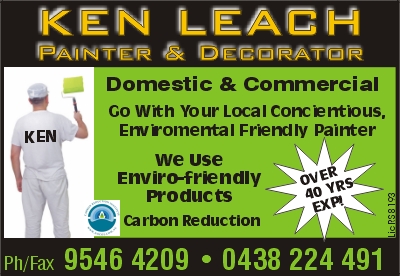 KEN LEACH
PAINTER & DECORATOR
Domestic & Commercial
Go With Your Local Concientious,
Enviromental Friendly Painter
KEN
We Use
Enviro-friendly
Products
Carbon Reduction
OVER
40 YRS
EXP!
Lic R58193
Ph/Fax 9546 4209 • 0438 224 491